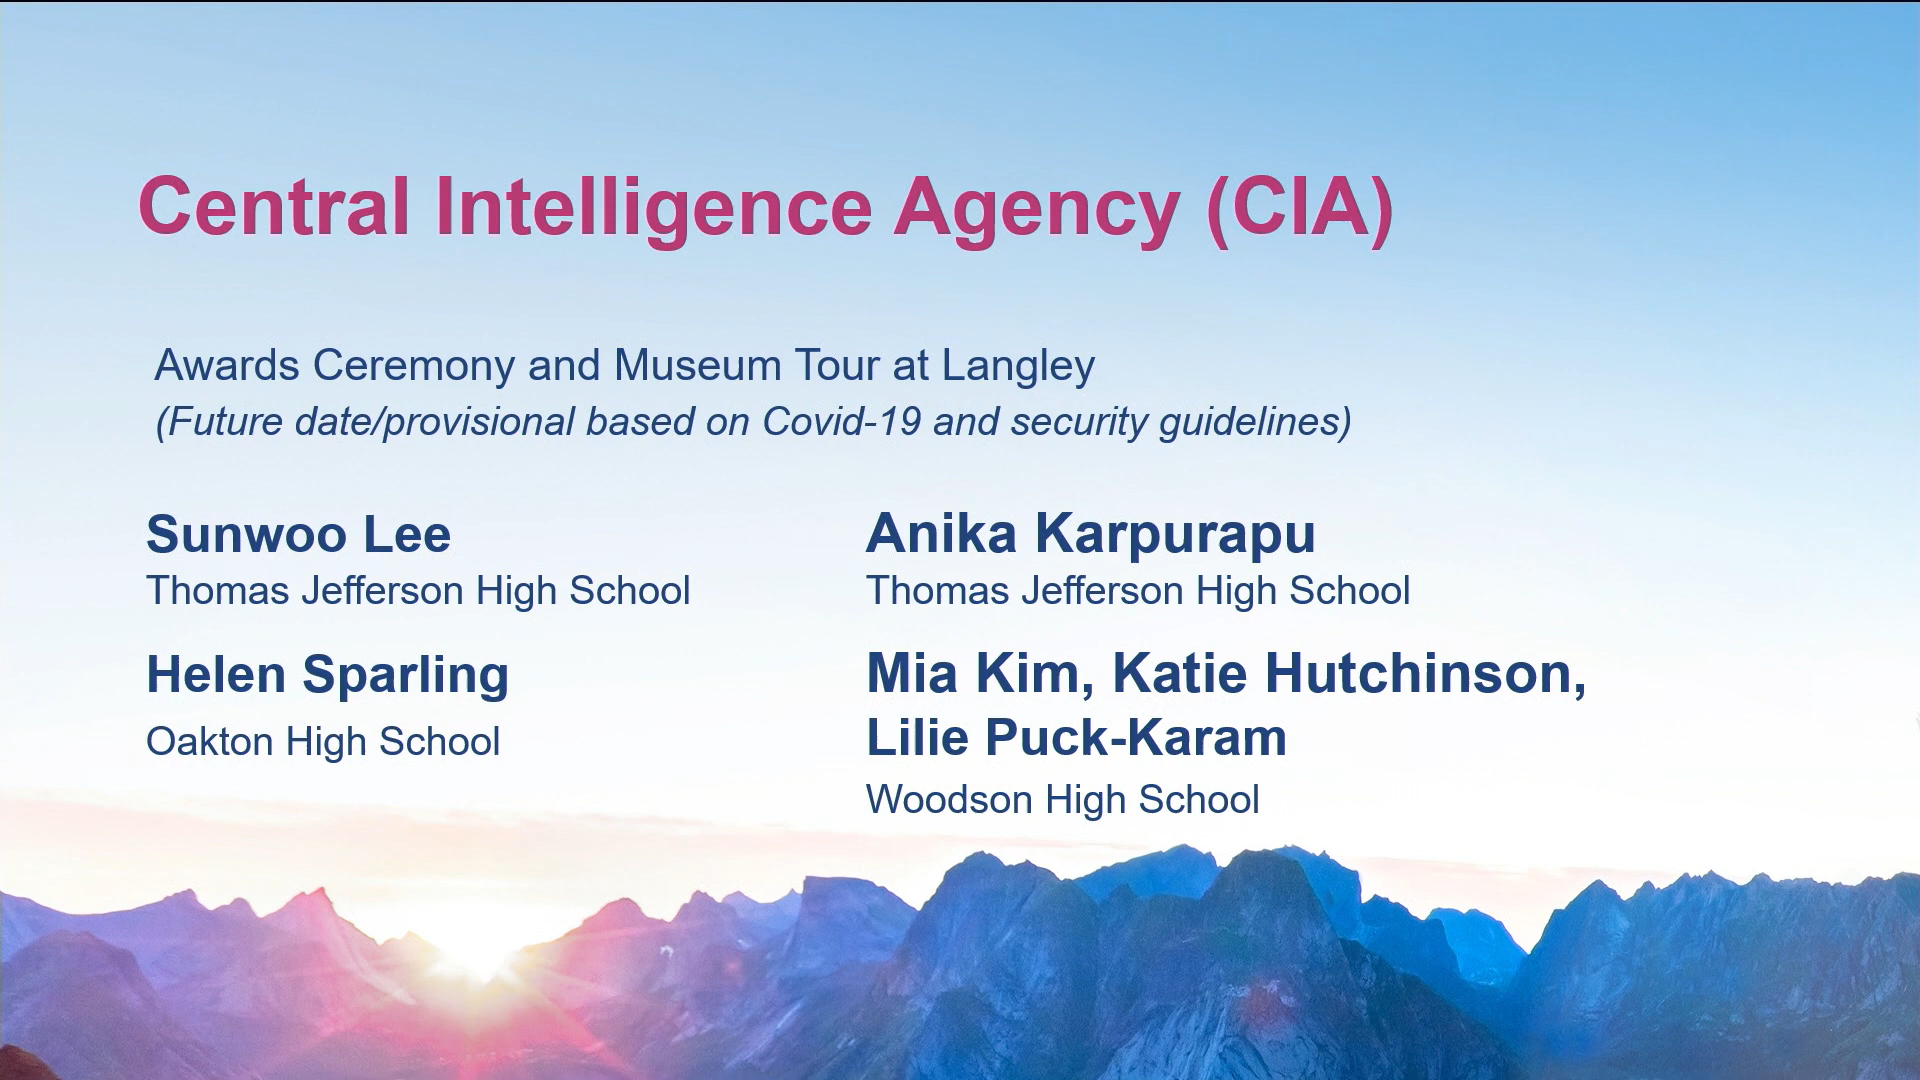 Central Intelligence Agency (CIA)
Awards Ceremony and Museum Tour at Langley
(Future date/provisional based on Covid-19 and security guidelines)
Sunwoo Lee
Thomas Jefferson High School
Helen Sparling
Oakton High School
Anika Karpurapu
Thomas Jefferson High School
Mia Kim, Katie Hutchinson,
Lilie Puck-Karam
Woodson High School